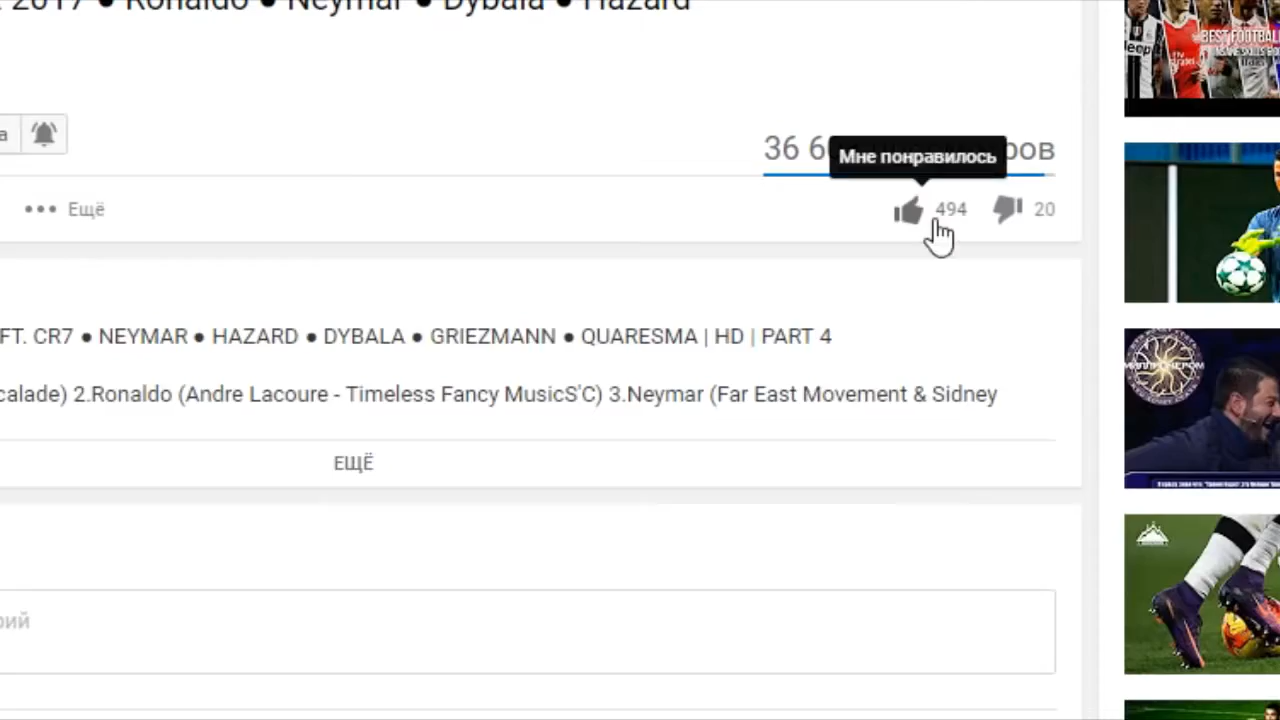 2017 ● Ronaldo ● Neymar ● Dybala ● Hazard
BEST FOOTBALL
Мне понравилось
36 6
ров
••• Ещё
494
20
FT. CR7 ● NEYMAR ● HAZARD ● DYBALA ● GRIEZMANN ● QUARESMA | HD | PART 4
calade) 2.Ronaldo (Andre Lacoure - Timeless Fancy MusicS'C) 3.Neymar (Far East Movement & Sidney
ЕЩЁ
рий